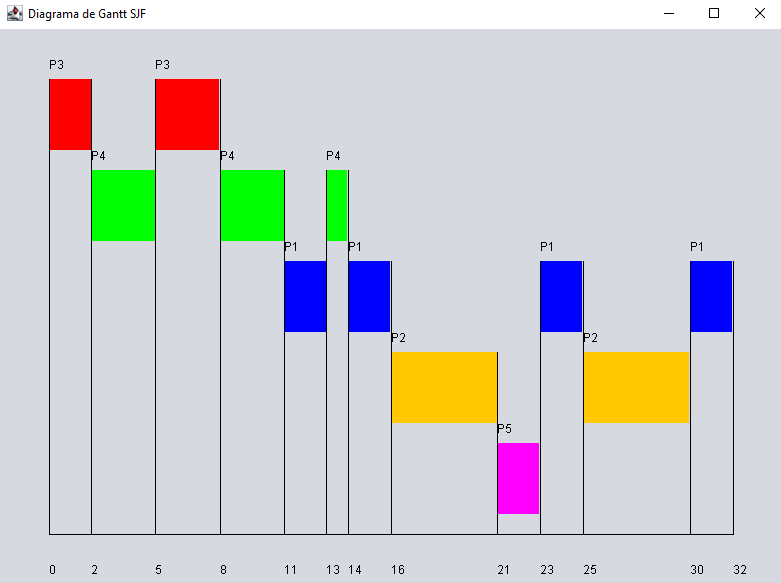 Diagrama de Gantt SJF
P3 P3
P4 P4 P4
P1 P1 P1 P1
P2 P2
P5
0 2 5 8 11 13 14 16 21 23 25 30 32